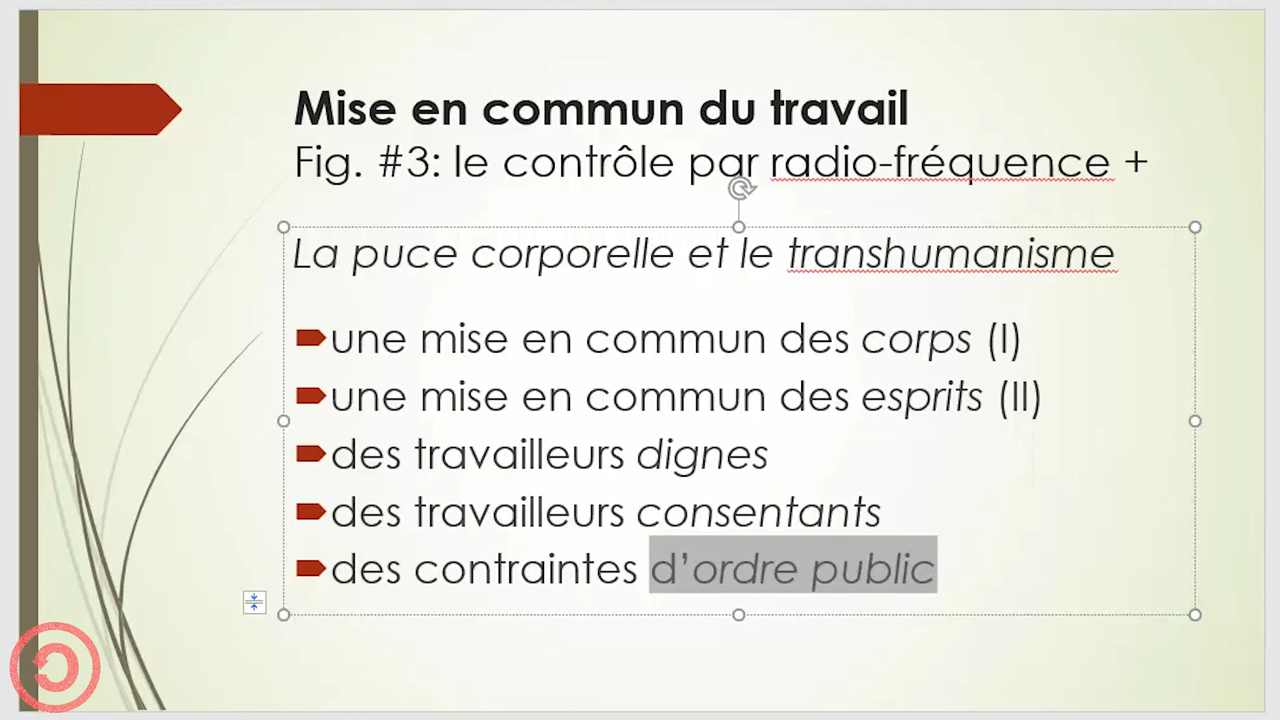 Mise en commun du travail
Fig. #3: le contrôle par radio-fréquence +
La puce corporelle et le transhumanisme
une mise en commun des corps (I)
une mise en commun des esprits (II)
des travailleurs dignes
des travailleurs consentants
des contraintes d’ordre public